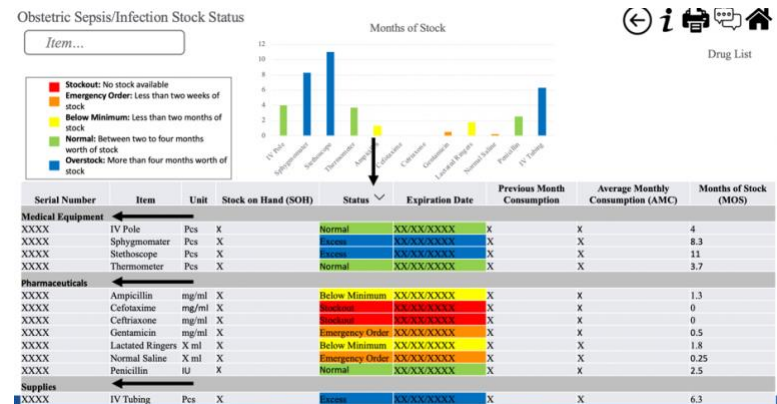 Obstetric Sepsis/Infection Stock Status
Item...
Drug List
Stockout: No stock available
Emergency Order: Less than two weeks of
stock
Below Minimum: Less than two months of
stock
Normal: Between two to four months
worth of stock
Overstock: More than four months worth of
stock
Months of Stock
12
10
8
6
4
2
0
IV Pole
Sphygmomater
Stethoscope
Thermometer
Ampicillin
Cefotaxime
Ceftriaxone
Gentamicin
Lactated Ringers
Normal Saline
Penicillin
IV Tubing
Serial Number Item Unit Stock on Hand (SOH) Status Expiration Date Previous Month Consumption Average Monthly Consumption (AMC) Months of Stock (MOS)
Medical Equipment
XXXX IV Pole Pcs X Normal XX/XX/XXXX X X 4
XXXX Sphygmomater Pcs X Excess XX/XX/XXXX X X 8.3
XXXX Stethoscope Pcs X Excess XX/XX/XXXX X X 11
XXXX Thermometer Pcs X Normal XX/XX/XXXX X X 3.7
Pharmaceuticals
XXXX Ampicillin mg/ml X Below Minimum XX/XX/XXXX X X 1.3
XXXX Cefotaxime mg/ml X Stockout XX/XX/XXXX X X 0
XXXX Ceftriaxone mg/ml X Stockout XX/XX/XXXX X X 0
XXXX Gentamicin mg/ml X Emergency Order XX/XX/XXXX X X 0.5
XXXX Lactated Ringers X ml X Below Minimum XX/XX/XXXX X X 1.8
XXXX Normal Saline X ml X Emergency Order XX/XX/XXXX X X 0.25
XXXX Penicillin IU X Normal XX/XX/XXXX X X 2.5
Supplies
XXXX IV Tubing Pcs X Excess XX/XX/XXXX X X 6.3